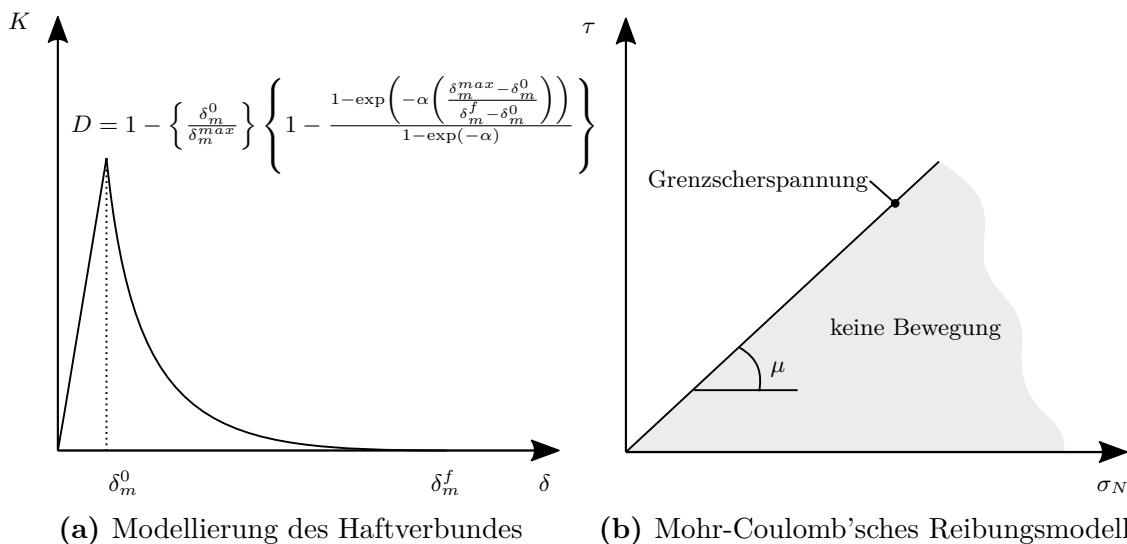 K
D = 1 − {δ_m^0 / δ_m^{max}} {1 − (1−exp(−α((δ_m^{max}−δ_m^0) / (δ_m^f−δ_m^0)))) / (1−exp(−α))}
δ_m^0
δ_m^f
δ
(a) Modellierung des Haftverbundes
τ
Grenzscherspannung
keine Bewegung
μ
σ_N
(b) Mohr-Coulomb'sches Reibungsmodell